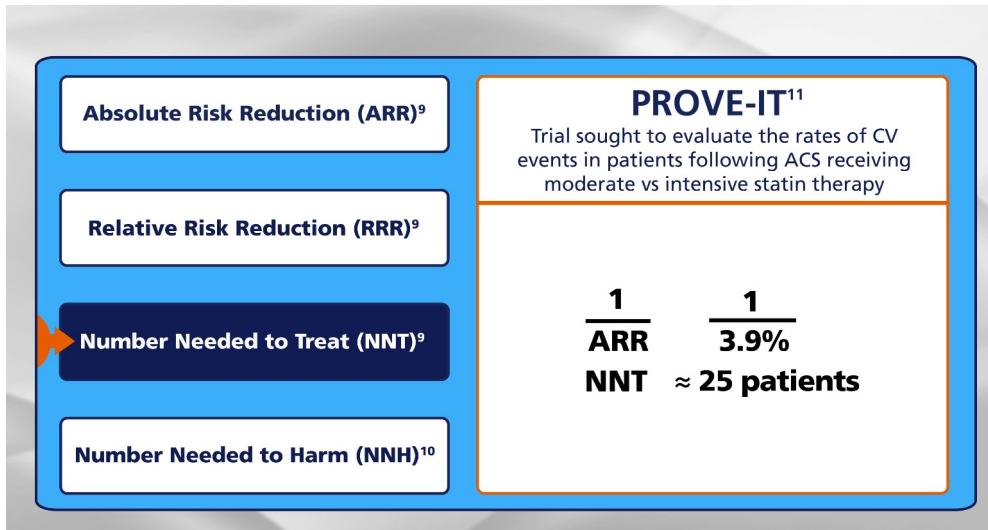 Absolute Risk Reduction (ARR)⁹
Relative Risk Reduction (RRR)⁹
Number Needed to Treat (NNT)⁹
Number Needed to Harm (NNH)¹⁰
PROVE-IT¹¹
Trial sought to evaluate the rates of CV
events in patients following ACS receiving
moderate vs intensive statin therapy
1 1
ARR 3.9%
NNT ≈ 25 patients